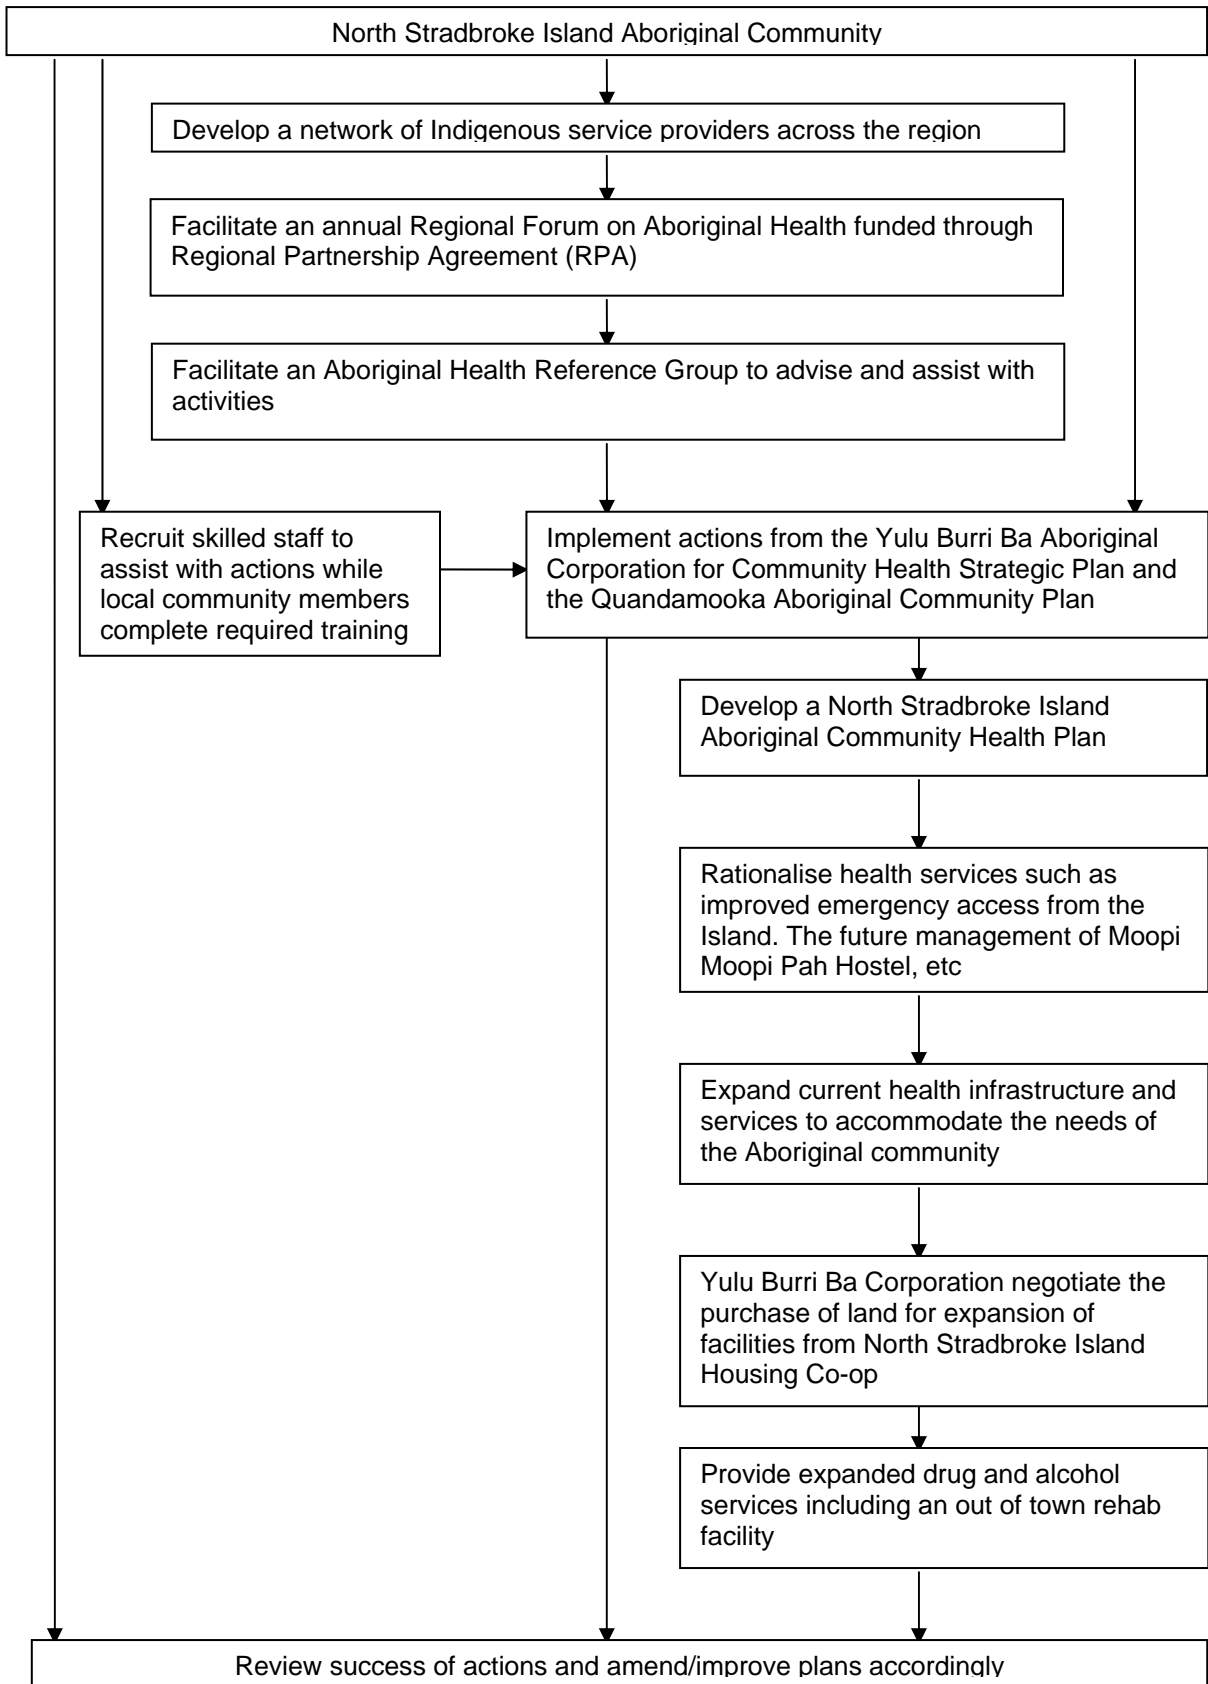 North Stradbroke Island Aboriginal Community
Develop a network of Indigenous service providers across the region
Facilitate an annual Regional Forum on Aboriginal Health funded through
Regional Partnership Agreement (RPA)
Facilitate an Aboriginal Health Reference Group to advise and assist with
activities
Recruit skilled staff to
assist with actions while
local community members
complete required training
Implement actions from the Yulu Burri Ba Aboriginal
Corporation for Community Health Strategic Plan and
the Quandamooka Aboriginal Community Plan
Develop a North Stradbroke Island
Aboriginal Community Health Plan
Rationalise health services such as
improved emergency access from the
Island. The future management of Moopi
Moopi Pah Hostel, etc
Expand current health infrastructure and
services to accommodate the needs of
the Aboriginal community
Yulu Burri Ba Corporation negotiate the
purchase of land for expansion of
facilities from North Stradbroke Island
Housing Co-op
Provide expanded drug and alcohol
services including an out of town rehab
facility
Review success of actions and amend/improve plans accordingly